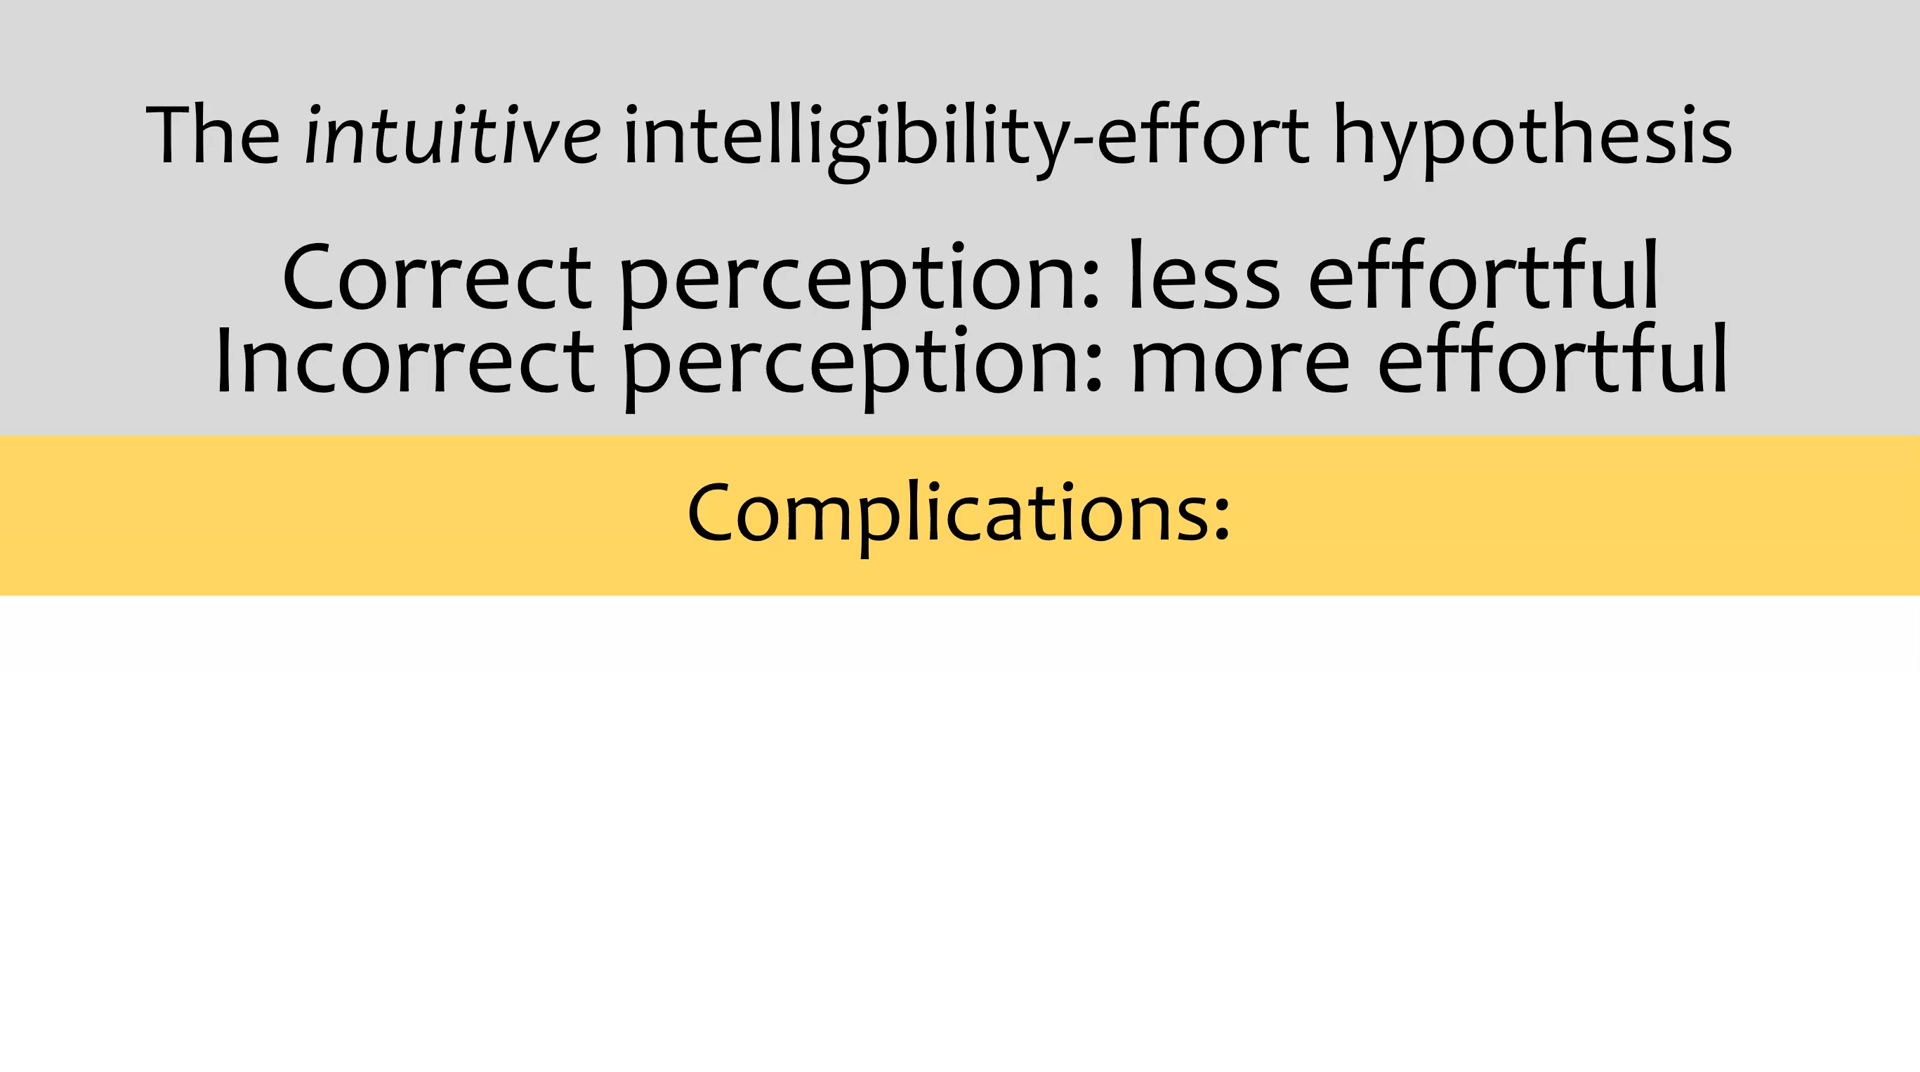 The intuitive intelligibility-effort hypothesis
Correct perception: less effortful
Incorrect perception: more effortful
Complications: